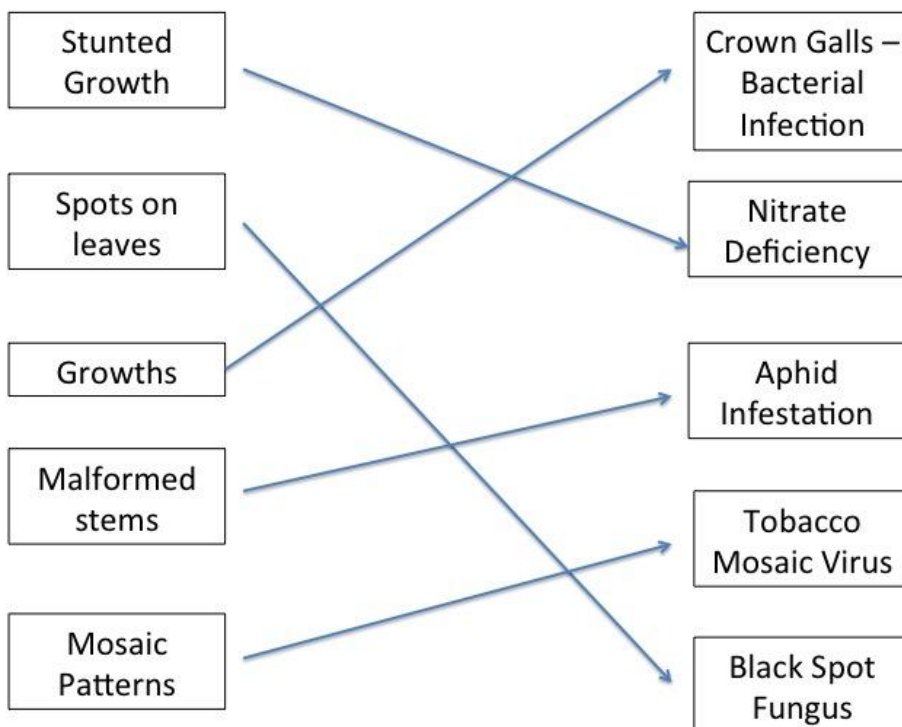 Stunted
Growth
Spots on
leaves
Growths
Malformed
stems
Mosaic
Patterns
Crown Galls –
Bacterial
Infection
Nitrate
Deficiency
Aphid
Infestation
Tobacco
Mosaic Virus
Black Spot
Fungus